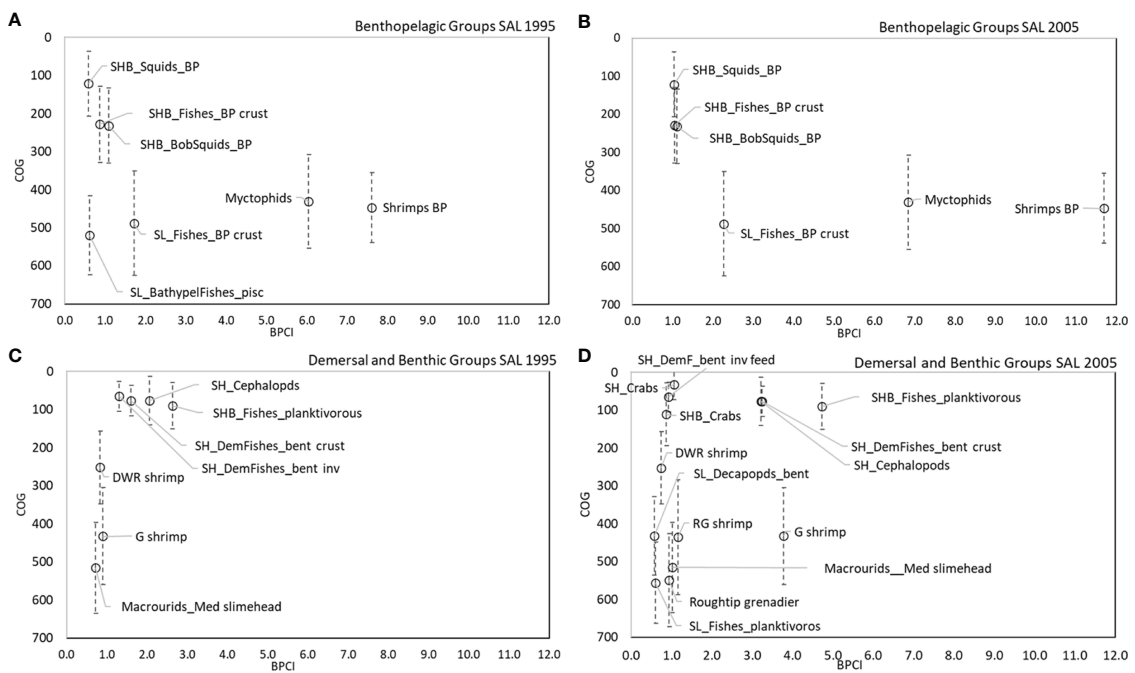 A
Benthopelagic Groups SAL 1995
0
100
200
300
400
500
600
700
COG
SHB_Squids_BP
SHB_Fishes_BP crust
SHB_BobSquids_BP
Myctophids
Shrimps BP
SL_Fishes_BP crust
SL_BathypelFishes_pisc
0.0 1.0 2.0 3.0 4.0 5.0 6.0 7.0 8.0 9.0 10.0 11.0 12.0
BPCI
B
Benthopelagic Groups SAL 2005
0
100
200
300
400
500
600
700
COG
SHB_Squids_BP
SHB_Fishes_BP crust
SHB_BobSquids_BP
Myctophids
Shrimps BP
SL_Fishes_BP crust
0.0 1.0 2.0 3.0 4.0 5.0 6.0 7.0 8.0 9.0 10.0 11.0 12.0
BPCI
C
Demersal and Benthic Groups SAL 1995
0
100
200
300
400
500
600
700
COG
SH_Cephalopds
SHB_Fishes_planktivorous
SH_DemFishes_bent crust
SH_DemFishes_bent inv
DWR shrimp
G shrimp
Macrourids_Med slimehead
0.0 1.0 2.0 3.0 4.0 5.0 6.0 7.0 8.0 9.0 10.0 11.0 12.0
BPCI
D
SH_DemF_bent inv feed
Demersal and Benthic Groups SAL 2005
0
100
200
300
400
500
600
700
COG
SH_Crabs
SHB_Fishes_planktivorous
SHB_Crabs
SH_DemFishes_bent crust
DWR shrimp
SH_Cephalopods
SL_Decapods_bent
RG shrimp
G shrimp
Macrourids__Med slimehead
Roughtip grenadier
SL_Fishes_planktivoros
0.0 1.0 2.0 3.0 4.0 5.0 6.0 7.0 8.0 9.0 10.0 11.0 12.0
BPCI